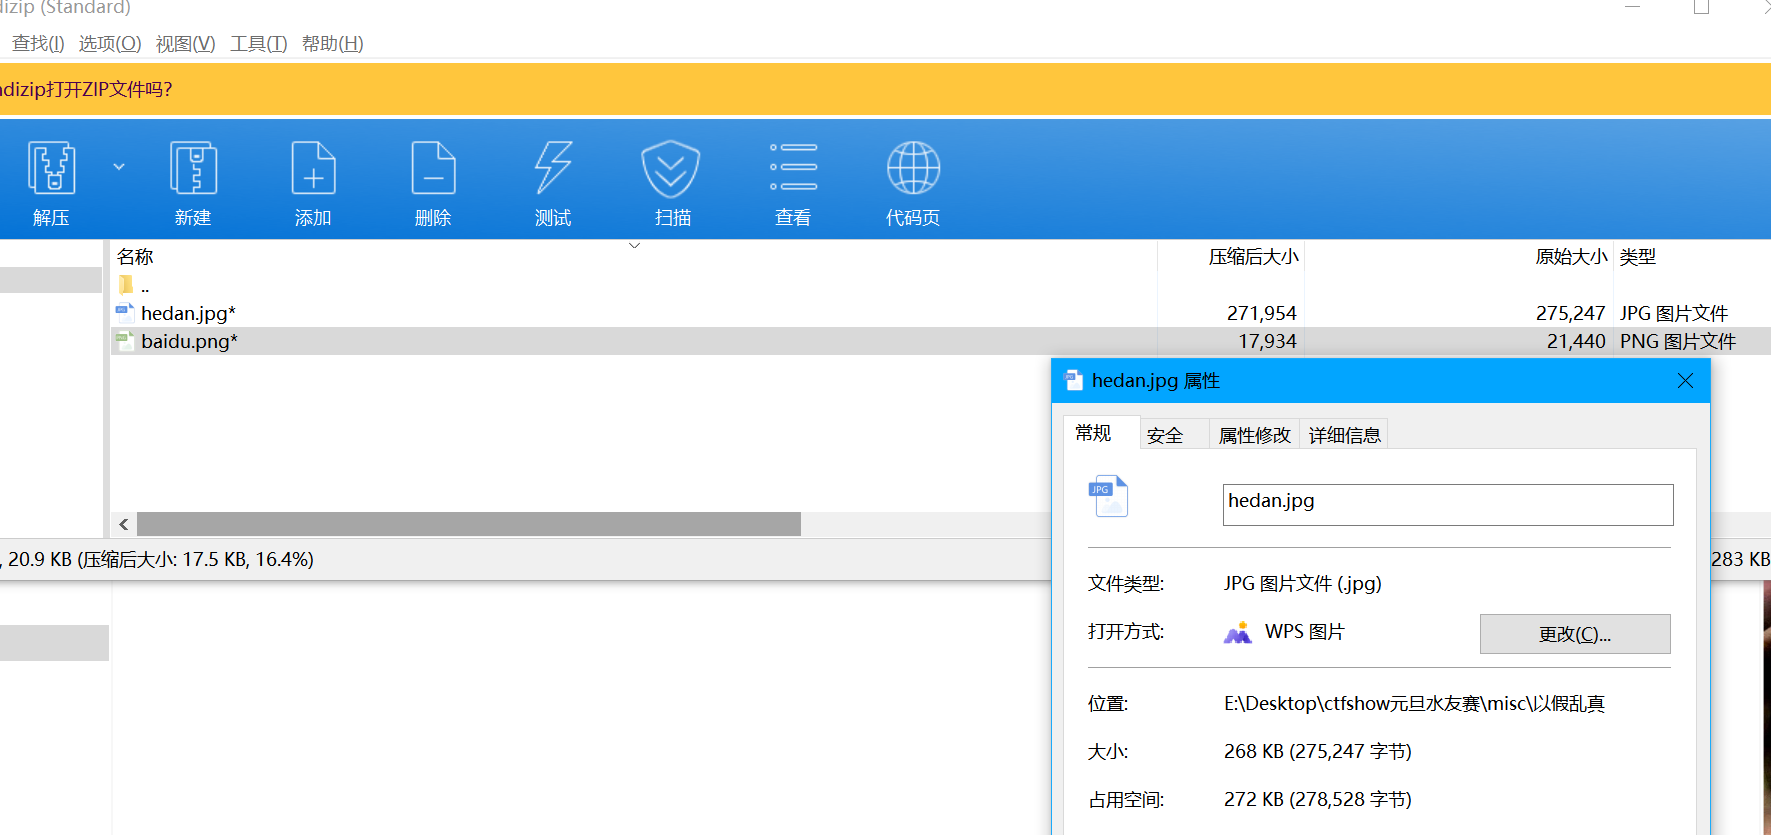 dizip (Standard)
查找(I) 选项(O) 视图(V) 工具(T) 帮助(H)
ndizip打开ZIP文件吗?
解压 新建 添加 删除 测试 扫描 查看 代码页
名称 压缩后大小 原始大小 类型
..
hedan.jpg* 271,954 275,247 JPG 图片文件
baidu.png* 17,934 21,440 PNG 图片文件
hedan.jpg 属性
常规 安全 属性修改 详细信息
JPG
hedan.jpg
, 20.9 KB (压缩后大小: 17.5 KB, 16.4%)
283 KB
文件类型: JPG 图片文件 (.jpg)
打开方式: WPS 图片 更改(C)...
位置: E:\Desktop\ctfshow元旦水友赛\misc\以假乱真
大小: 268 KB (275,247 字节)
占用空间: 272 KB (278,528 字节)